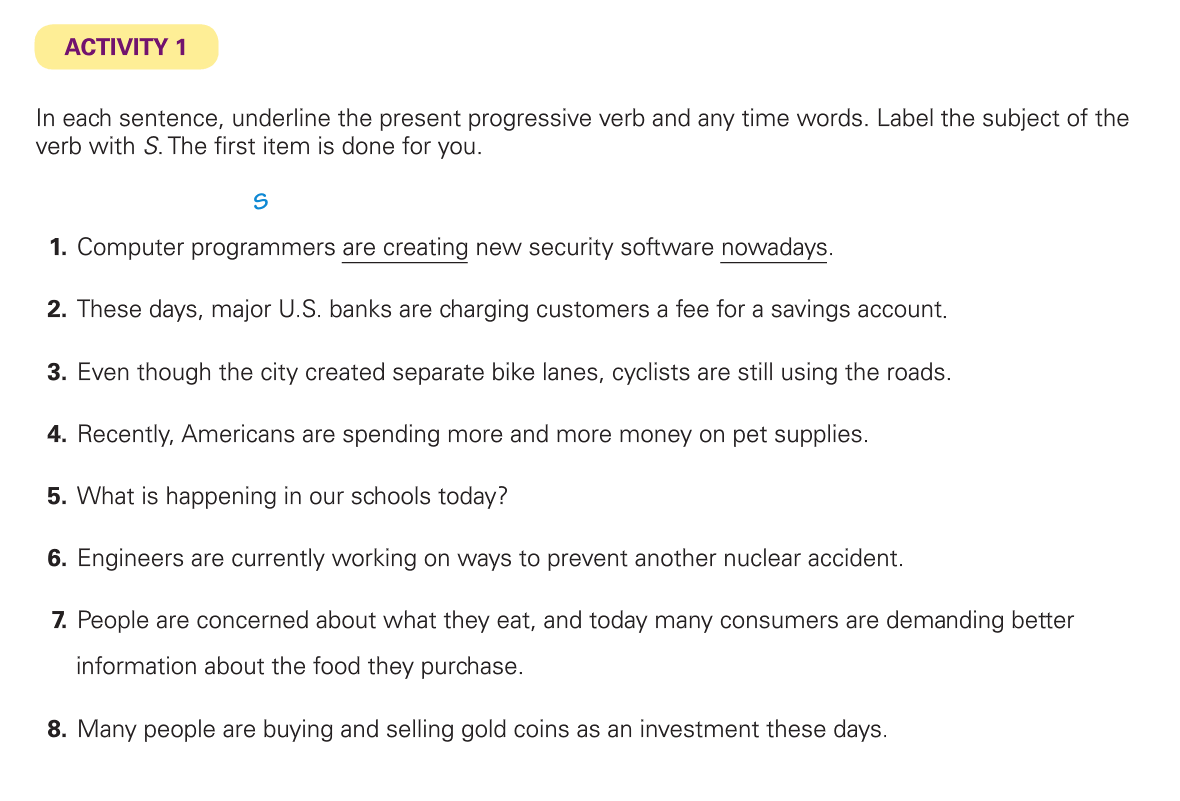 ACTIVITY 1
In each sentence, underline the present progressive verb and any time words. Label the subject of the
verb with S. The first item is done for you.
S
1. Computer programmers are creating new security software nowadays.
2. These days, major U.S. banks are charging customers a fee for a savings account.
3. Even though the city created separate bike lanes, cyclists are still using the roads.
4. Recently, Americans are spending more and more money on pet supplies.
5. What is happening in our schools today?
6. Engineers are currently working on ways to prevent another nuclear accident.
7. People are concerned about what they eat, and today many consumers are demanding better
information about the food they purchase.
8. Many people are buying and selling gold coins as an investment these days.